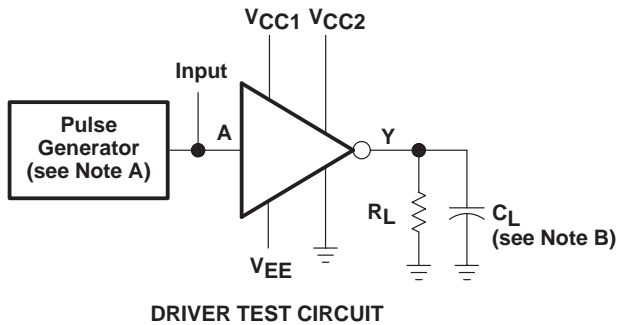 VCC1 VCC2
Input
Pulse
Generator
(see Note A)
A
Y
RL
CL
(see Note B)
VEE
DRIVER TEST CIRCUIT